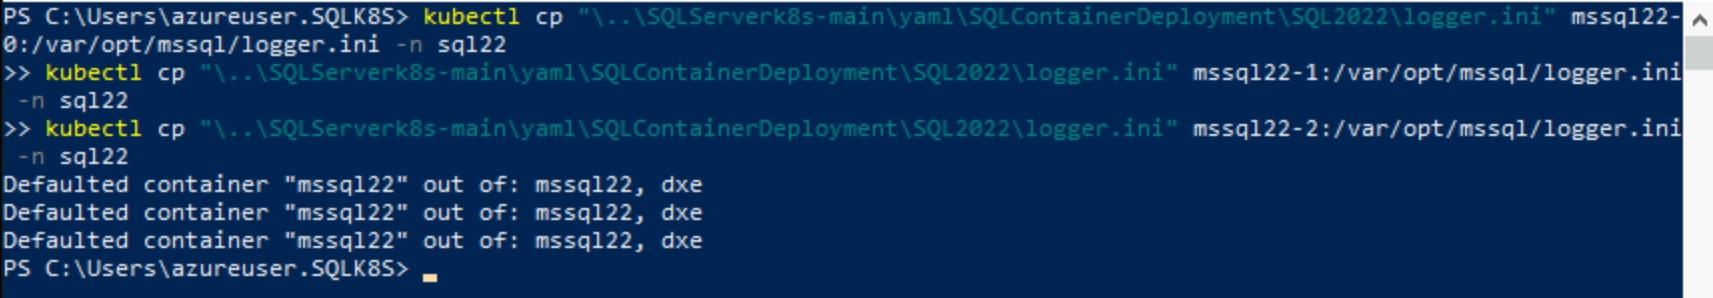 PS C:\Users\azureuser.SQLK8S> kubectl cp "\..\SQLServerk8s-main\yaml\SQLContainerDeployment\SQL2022\logger.ini" mssql22-
0:/var/opt/mssql/logger.ini -n sql22
>> kubectl cp "\..\SQLServerk8s-main\yaml\SQLContainerDeployment\SQL2022\logger.ini" mssql22-1:/var/opt/mssql/logger.ini
 -n sql22
>> kubectl cp "\..\SQLServerk8s-main\yaml\SQLContainerDeployment\SQL2022\logger.ini" mssql22-2:/var/opt/mssql/logger.ini
 -n sql22
Defaulted container "mssql22" out of: mssql22, dxe
Defaulted container "mssql22" out of: mssql22, dxe
Defaulted container "mssql22" out of: mssql22, dxe
PS C:\Users\azureuser.SQLK8S>